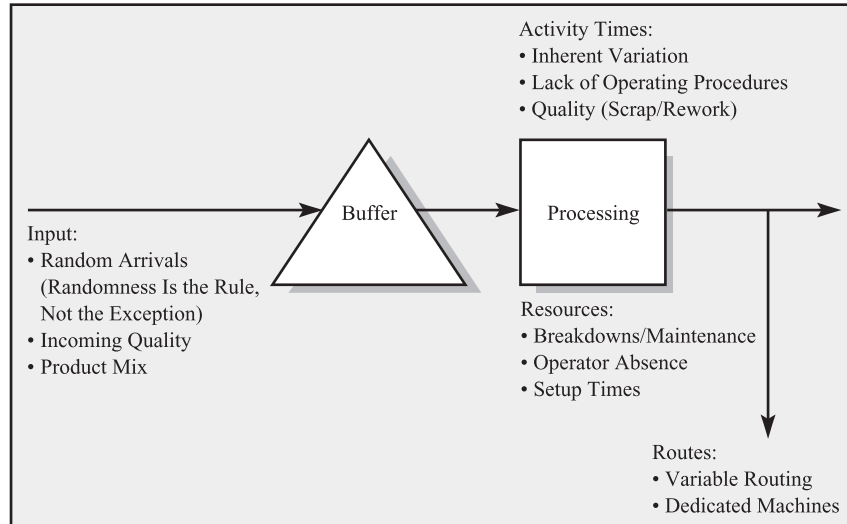 Activity Times:
• Inherent Variation
• Lack of Operating Procedures
• Quality (Scrap/Rework)
Buffer
Processing
Input:
• Random Arrivals
(Randomness Is the Rule,
Not the Exception)
• Incoming Quality
• Product Mix
Resources:
• Breakdowns/Maintenance
• Operator Absence
• Setup Times
Routes:
• Variable Routing
• Dedicated Machines